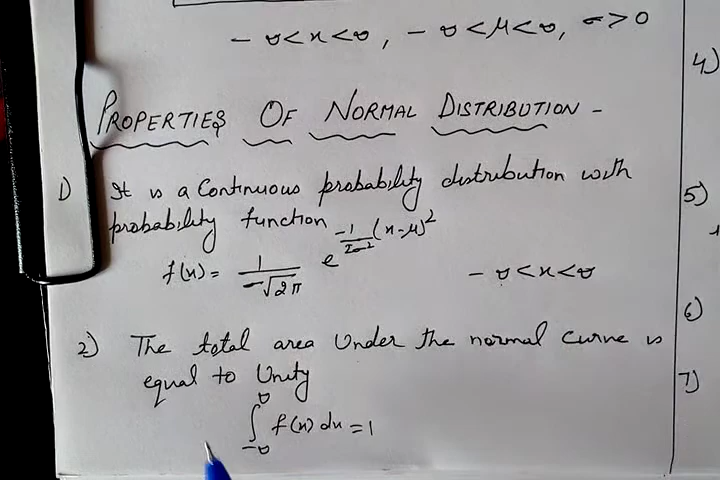 - ∞<x<∞, - ∞<μ<∞, σ>0
PROPERTIES OF NORMAL DISTRIBUTION -
1) It is a Continuous probability distribution with
probability function
f(x) = 1/σ√2π e^-1/2σ² (x-μ)² - ∞<x<∞
2) The total area Under the normal curve is
equal to Unity
∫_-∞^∞ f(x) dx = 1
4)
5)
6)
7)